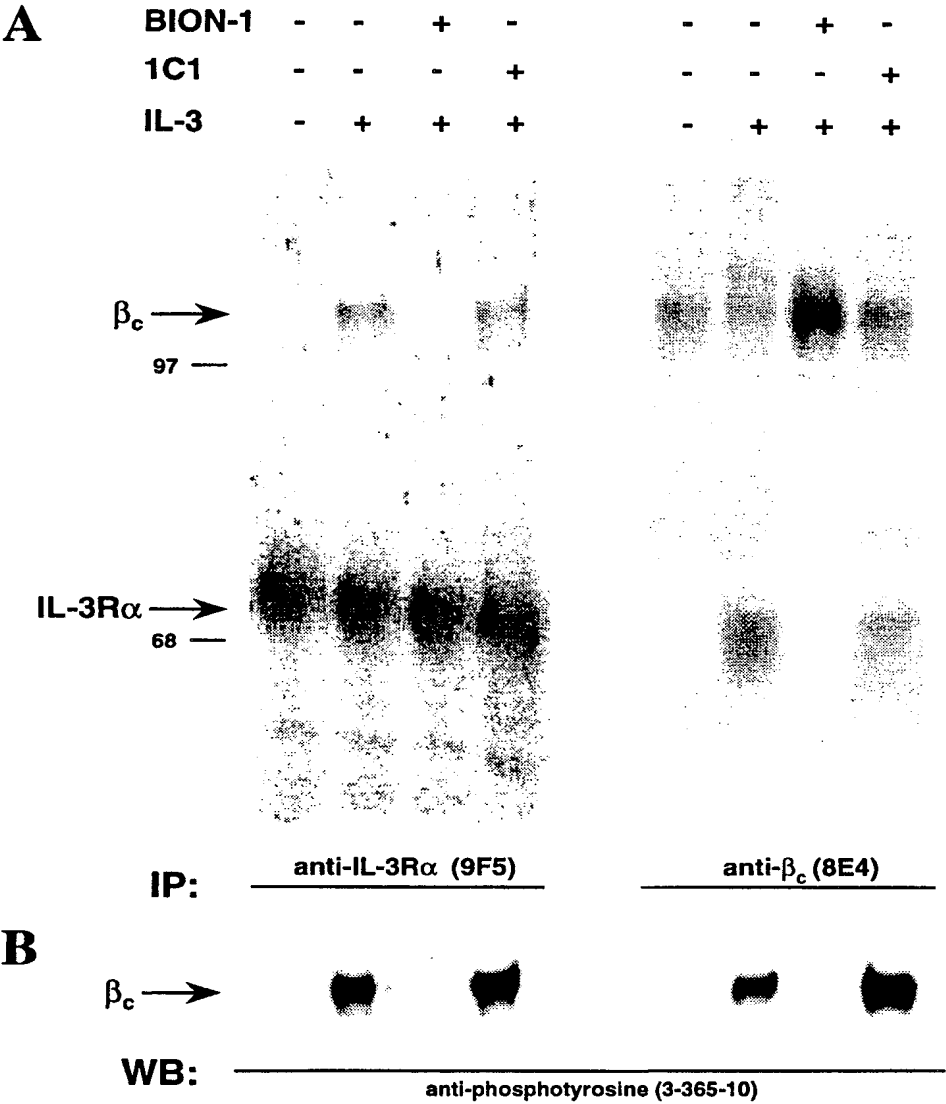 A
BION-1 - - + - - - + -
1C1 - - - + - - - +
IL-3 - + + + - + + +
βc
97
IL-3Rα
68
IP: anti-IL-3Rα (9F5) anti-βc (8E4)
B
βc
WB: anti-phosphotyrosine (3-365-10)